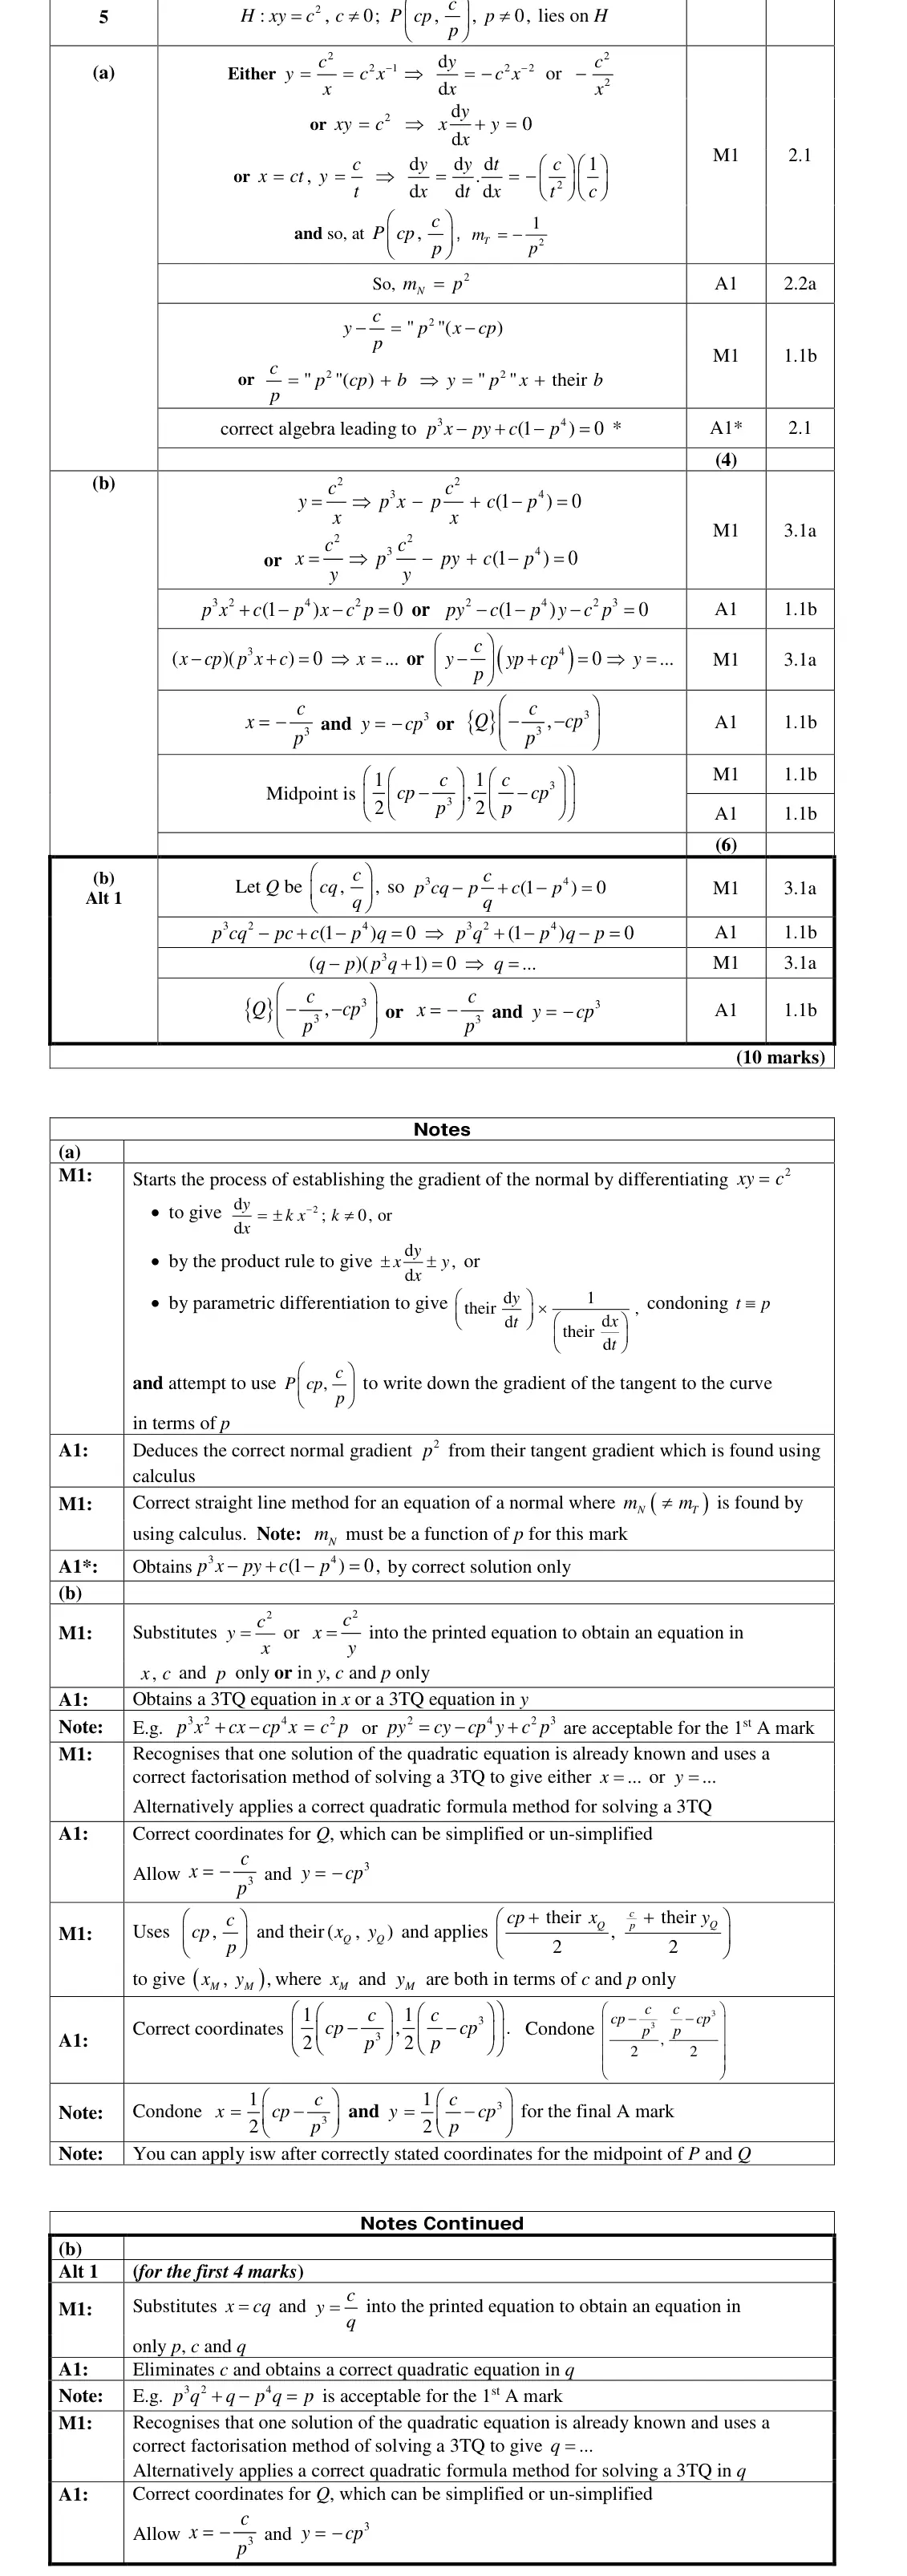 5 H : xy = c², c ≠ 0; P(cp, c/p), p ≠ 0, lies on H
(a) Either y = c²/x = c²x⁻¹ ⇒ dy/dx = −c²x⁻² or −c²/x²
or xy = c² ⇒ x dy/dx + y = 0
or x = ct, y = c/t ⇒ dy/dx = dy/dt . dt/dx = −(c/t²)(1/c)
M1 2.1
and so, at P(cp, c/p), m_T = −1/p²
So, m_N = p² A1 2.2a
y − c/p = "p²"(x − cp)
M1 1.1b
or c/p = "p²"(cp) + b ⇒ y = "p²"x + their b
correct algebra leading to p³x − py + c(1 − p⁴) = 0 * A1* 2.1
(4)
(b) y = c²/x ⇒ p³x − p c²/x + c(1 − p⁴) = 0
M1 3.1a
or x = c²/y ⇒ p³ c²/y − py + c(1 − p⁴) = 0
p³x² + c(1 − p⁴)x − c²p = 0 or py² − c(1 − p⁴)y − c²p³ = 0 A1 1.1b
(x − cp)(p³x + c) = 0 ⇒ x = ... or (y − c/p)(yp + cp⁴) = 0 ⇒ y = ... M1 3.1a
x = −c/p³ and y = −cp³ or {Q}(−c/p³, −cp³) A1 1.1b
Midpoint is (1/2(cp − c/p³), 1/2(c/p − cp³)) M1 1.1b
A1 1.1b
(6)
(b)
Alt 1
Let Q be (cq, c/q), so p³cq − p c/q + c(1 − p⁴) = 0 M1 3.1a
p³cq² − pc + c(1 − p⁴)q = 0 ⇒ p³q² + (1 − p⁴)q − p = 0 A1 1.1b
(q − p)(p³q + 1) = 0 ⇒ q = ... M1 3.1a
{Q}(−c/p³, −cp³) or x = −c/p³ and y = −cp³ A1 1.1b
(10 marks)
Notes
(a)
M1: Starts the process of establishing the gradient of the normal by differentiating xy = c²
• to give dy/dx = ±k x⁻²; k ≠ 0, or
• by the product rule to give ±x dy/dx ± y, or
• by parametric differentiation to give (their dy/dt) × 1/(their dx/dt), condoning t ≡ p
and attempt to use P(cp, c/p) to write down the gradient of the tangent to the curve
in terms of p
A1: Deduces the correct normal gradient p² from their tangent gradient which is found using
calculus
M1: Correct straight line method for an equation of a normal where m_N (≠ m_T) is found by
using calculus. Note: m_N must be a function of p for this mark
A1*: Obtains p³x − py + c(1 − p⁴) = 0, by correct solution only
(b)
M1: Substitutes y = c²/x or x = c²/y into the printed equation to obtain an equation in
x, c and p only or in y, c and p only
A1: Obtains a 3TQ equation in x or a 3TQ equation in y
Note: E.g. p³x² + cx − cp⁴x = c²p or py² = cy − cp⁴y + c²p³ are acceptable for the 1st A mark
M1: Recognises that one solution of the quadratic equation is already known and uses a
correct factorisation method of solving a 3TQ to give either x = ... or y = ...
Alternatively applies a correct quadratic formula method for solving a 3TQ
A1: Correct coordinates for Q, which can be simplified or un-simplified
Allow x = −c/p³ and y = −cp³
M1: Uses (cp, c/p) and their (x_Q, y_Q) and applies ((cp + their x_Q)/2, (c/p + their y_Q)/2)
to give (x_M, y_M), where x_M and y_M are both in terms of c and p only
A1: Correct coordinates (1/2(cp − c/p³), 1/2(c/p − cp³)). Condone ((cp − c/p³)/2, (c/p − cp³)/2)
Note: Condone x = 1/2(cp − c/p³) and y = 1/2(c/p − cp³) for the final A mark
Note: You can apply isw after correctly stated coordinates for the midpoint of P and Q
Notes Continued
(b)
Alt 1 (for the first 4 marks)
M1: Substitutes x = cq and y = c/q into the printed equation to obtain an equation in
only p, c and q
A1: Eliminates c and obtains a correct quadratic equation in q
Note: E.g. p³q² + q − p⁴q = p is acceptable for the 1st A mark
M1: Recognises that one solution of the quadratic equation is already known and uses a
correct factorisation method of solving a 3TQ to give q = ...
Alternatively applies a correct quadratic formula method for solving a 3TQ in q
A1: Correct coordinates for Q, which can be simplified or un-simplified
Allow x = −c/p³ and y = −cp³